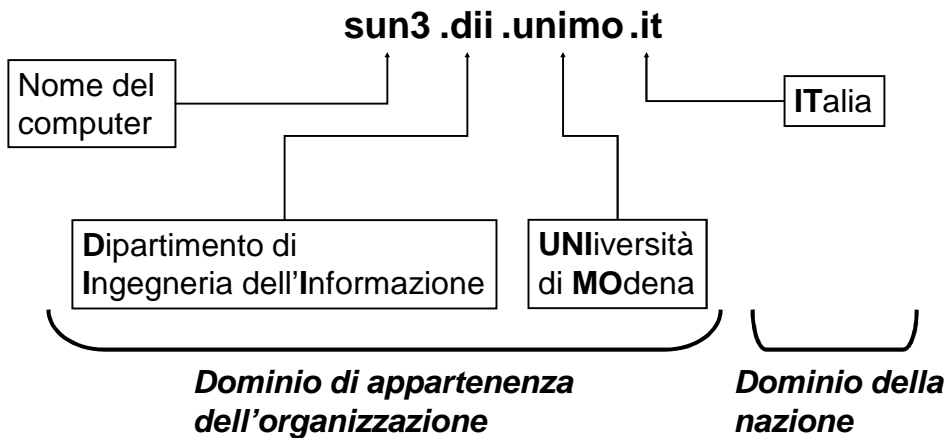 sun3 .dii .unimo .it
Nome del
computer
ITalia
Dipartimento di
Ingegneria dell'Informazione
UNIiversità
di MOdena
Dominio di appartenenza
dell'organizzazione
Dominio della
nazione